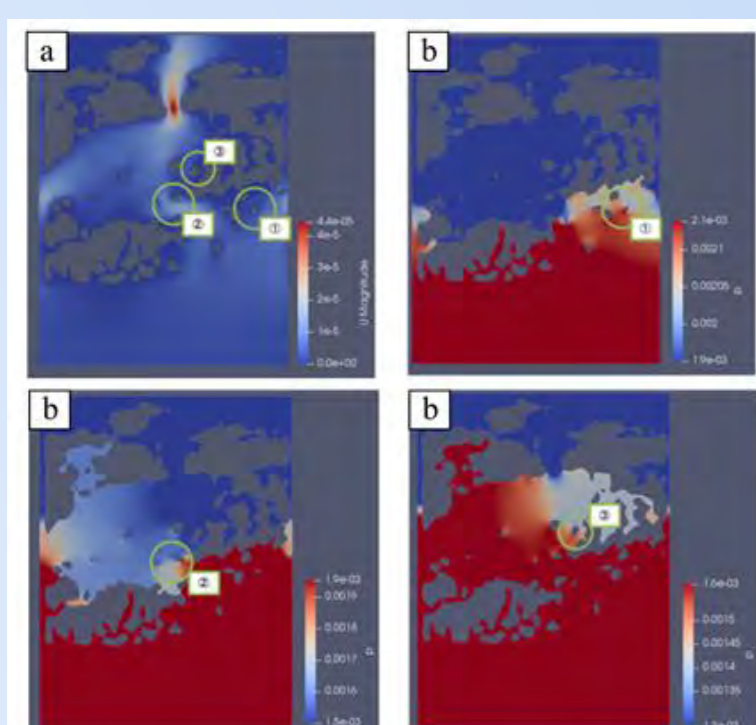 a
③
②
①
4.4e-05
4e-5
3e-5
2e-5
1e-5
0.0e+00
U Magnitude
b
①
2.1e-03
0.0021
0.00205
0.002
1.9e-03
p
b
②
1.9e-03
0.0019
0.0018
0.0017
0.0016
1.5e-03
p
b
③
1.6e-03
0.0015
0.00145
0.0014
0.00135
p